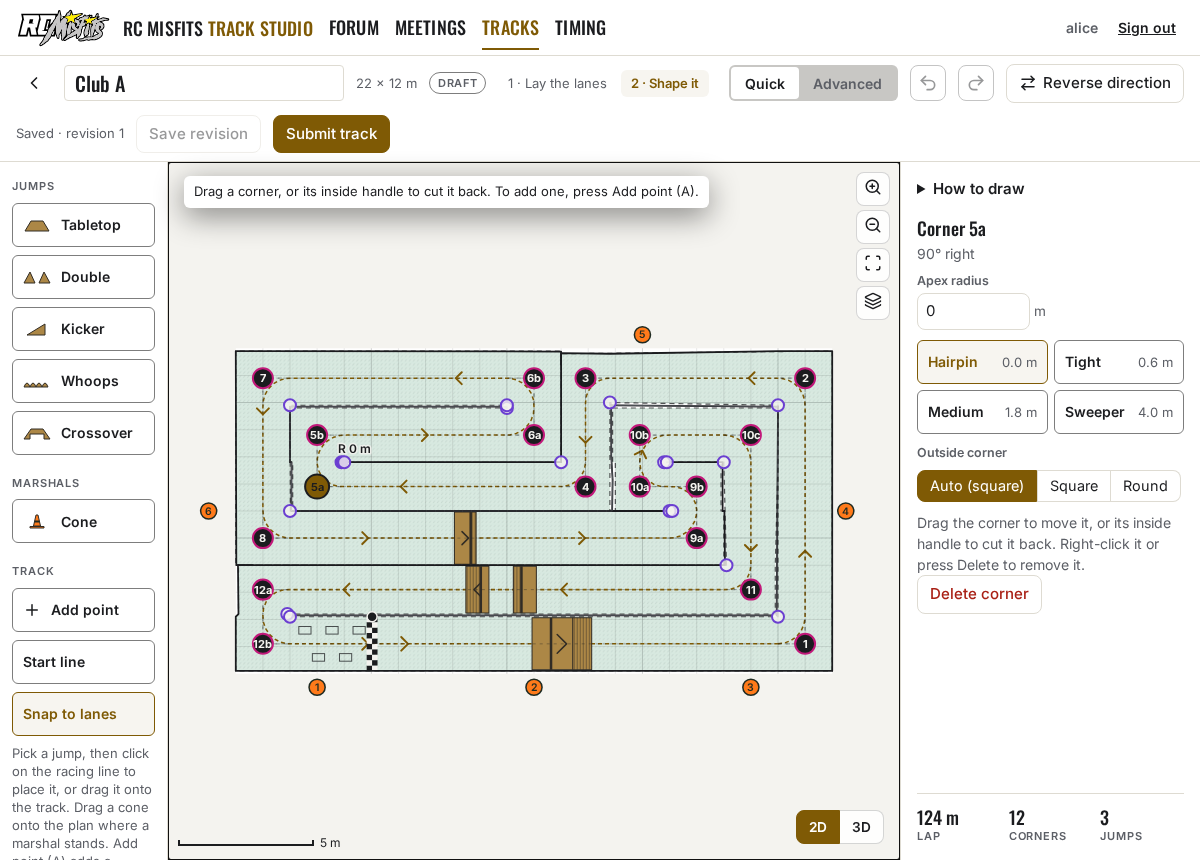 RC Misfits
RC MISFITS TRACK STUDIO FORUM MEETINGS TRACKS TIMING
alice Sign out
Club A
22 × 12 m DRAFT 1 · Lay the lanes 2 · Shape it Quick Advanced Reverse direction
Saved · revision 1 Save revision Submit track
JUMPS
Tabletop
Double
Kicker
Whoops
Crossover
MARSHALS
Cone
TRACK
Add point
Start line
Snap to lanes
Pick a jump, then click
on the racing line to
place it, or drag it onto
the track. Drag a cone
onto the plan where a
marshal stands. Add
point (A) adds a
Drag a corner, or its inside handle to cut it back. To add one, press Add point (A).
5
7 6b 3 2
5b 6a 10b 10c
R 0 m
5a 4 10a 9b
6 4
8 9a
12a 11
12b 1
1 2 3
5 m
2D 3D
How to draw
Corner 5a
90° right
Apex radius
0 m
Hairpin 0.0 m Tight 0.6 m
Medium 1.8 m Sweeper 4.0 m
Outside corner
Auto (square) Square Round
Drag the corner to move it, or its inside
handle to cut it back. Right-click it or
press Delete to remove it.
Delete corner
124 m 12 3
LAP CORNERS JUMPS